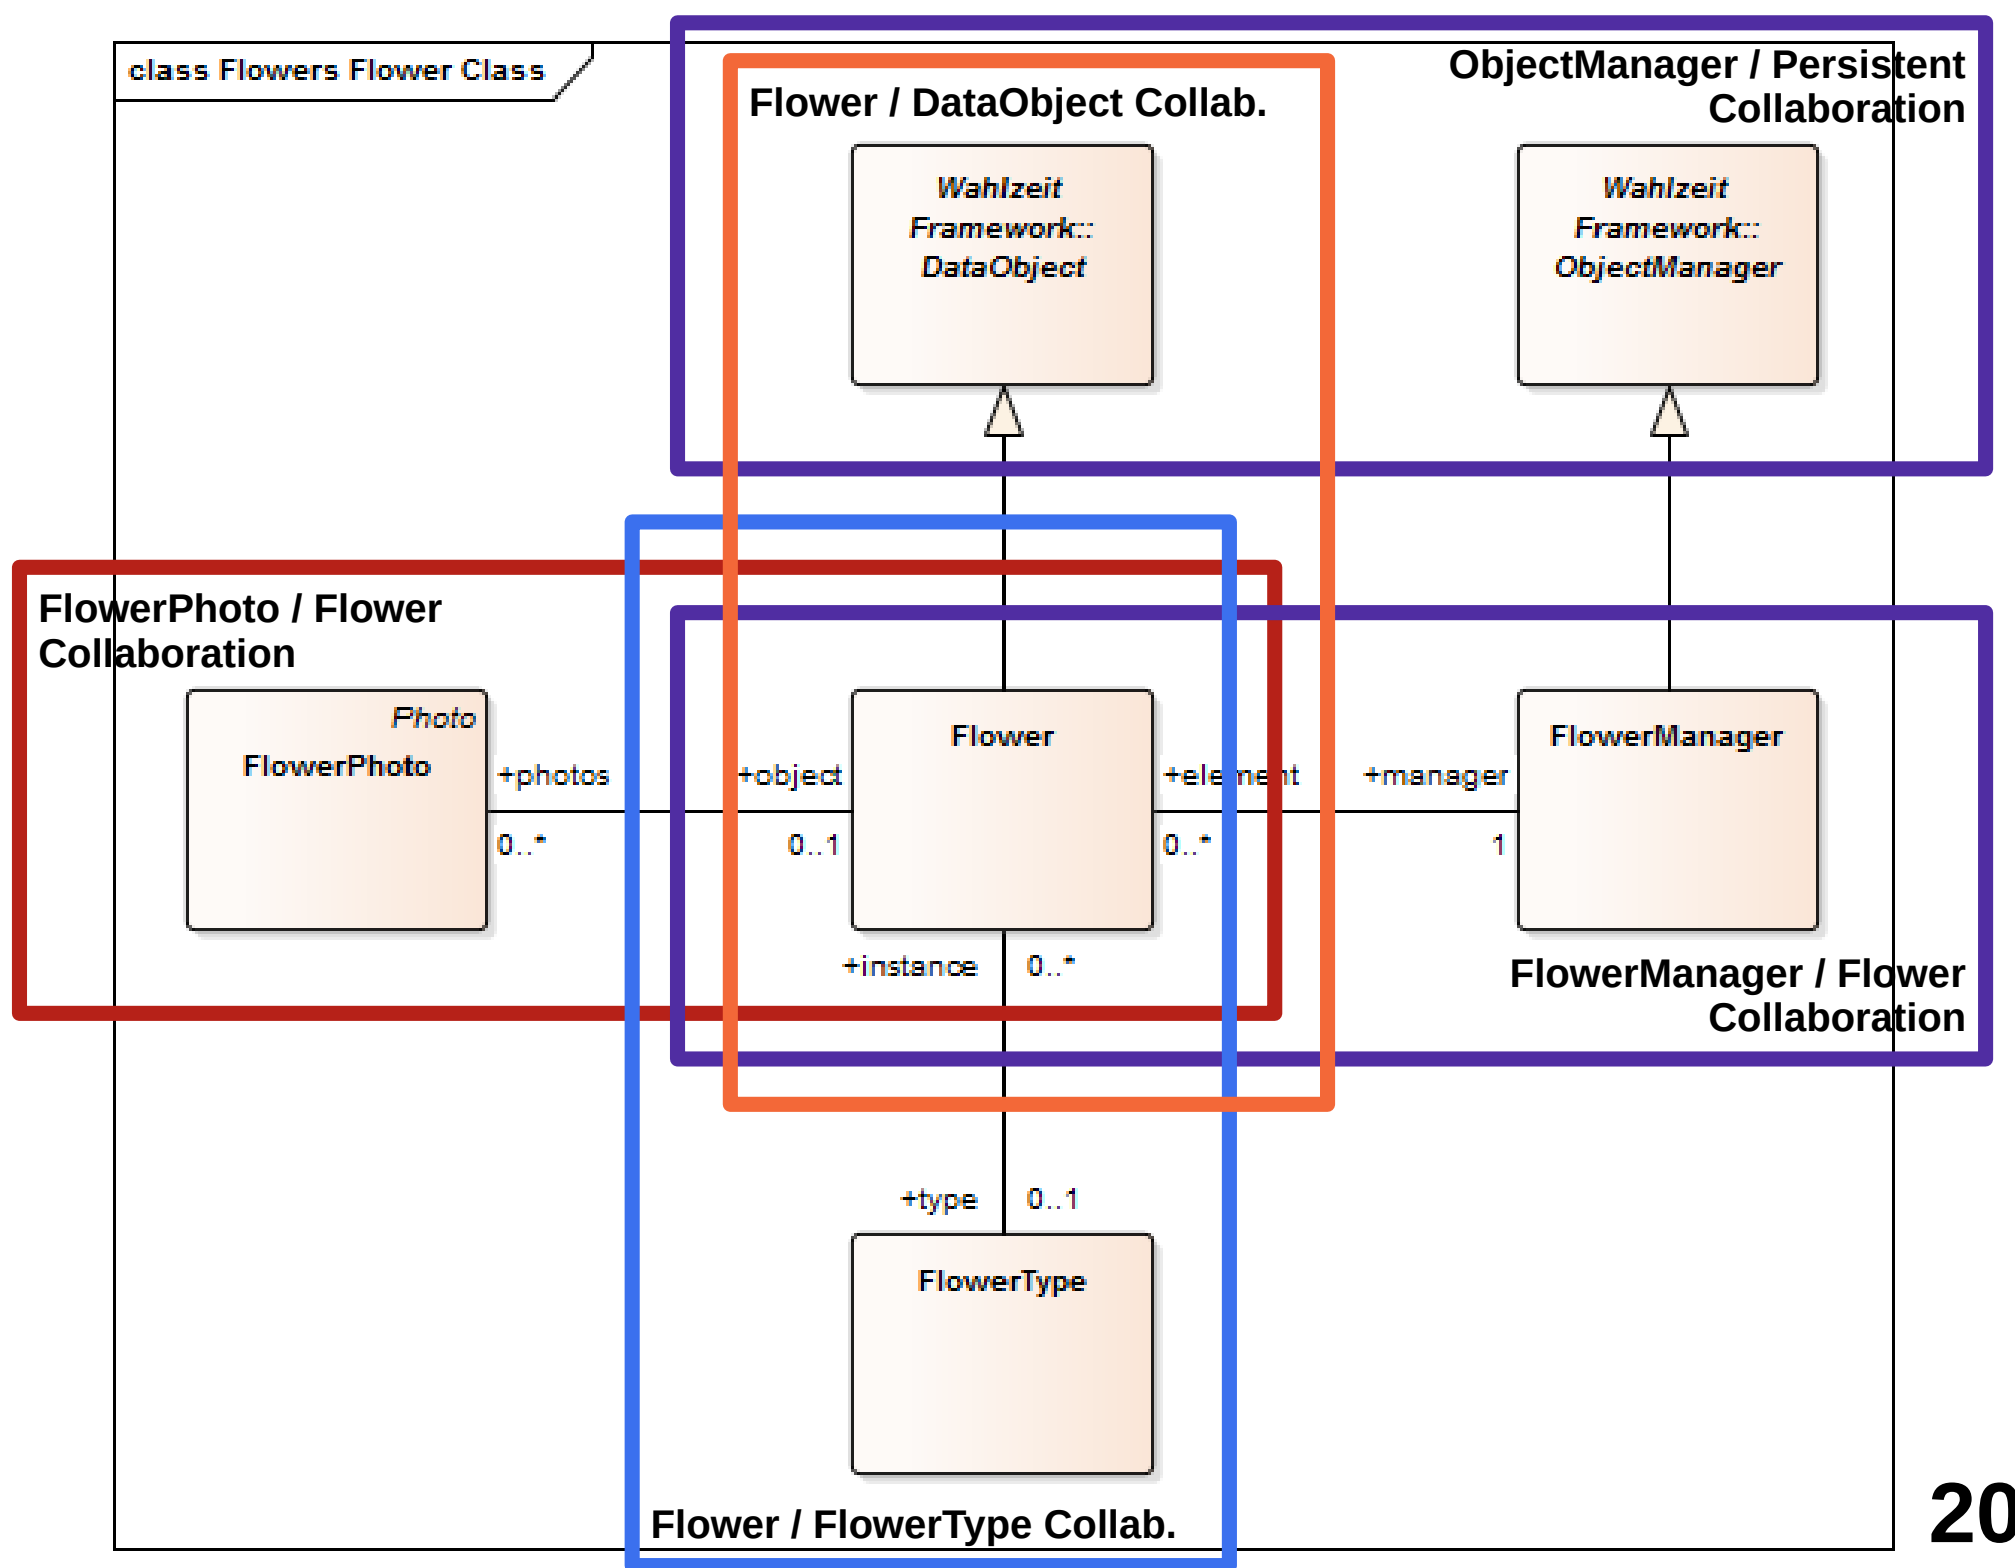 class Flowers Flower Class
ObjectManager / Persistent
Collaboration
Flower / DataObject Collab.
Wahlzeit
Framework::
DataObject
Wahlzeit
Framework::
ObjectManager
FlowerPhoto / Flower
Collaboration
Photo
FlowerPhoto
Flower
FlowerManager
+photos
+object
+element
+manager
0..*
0..1
0..*
1
+instance
0..*
FlowerManager / Flower
Collaboration
+type
0..1
FlowerType
Flower / FlowerType Collab.
20